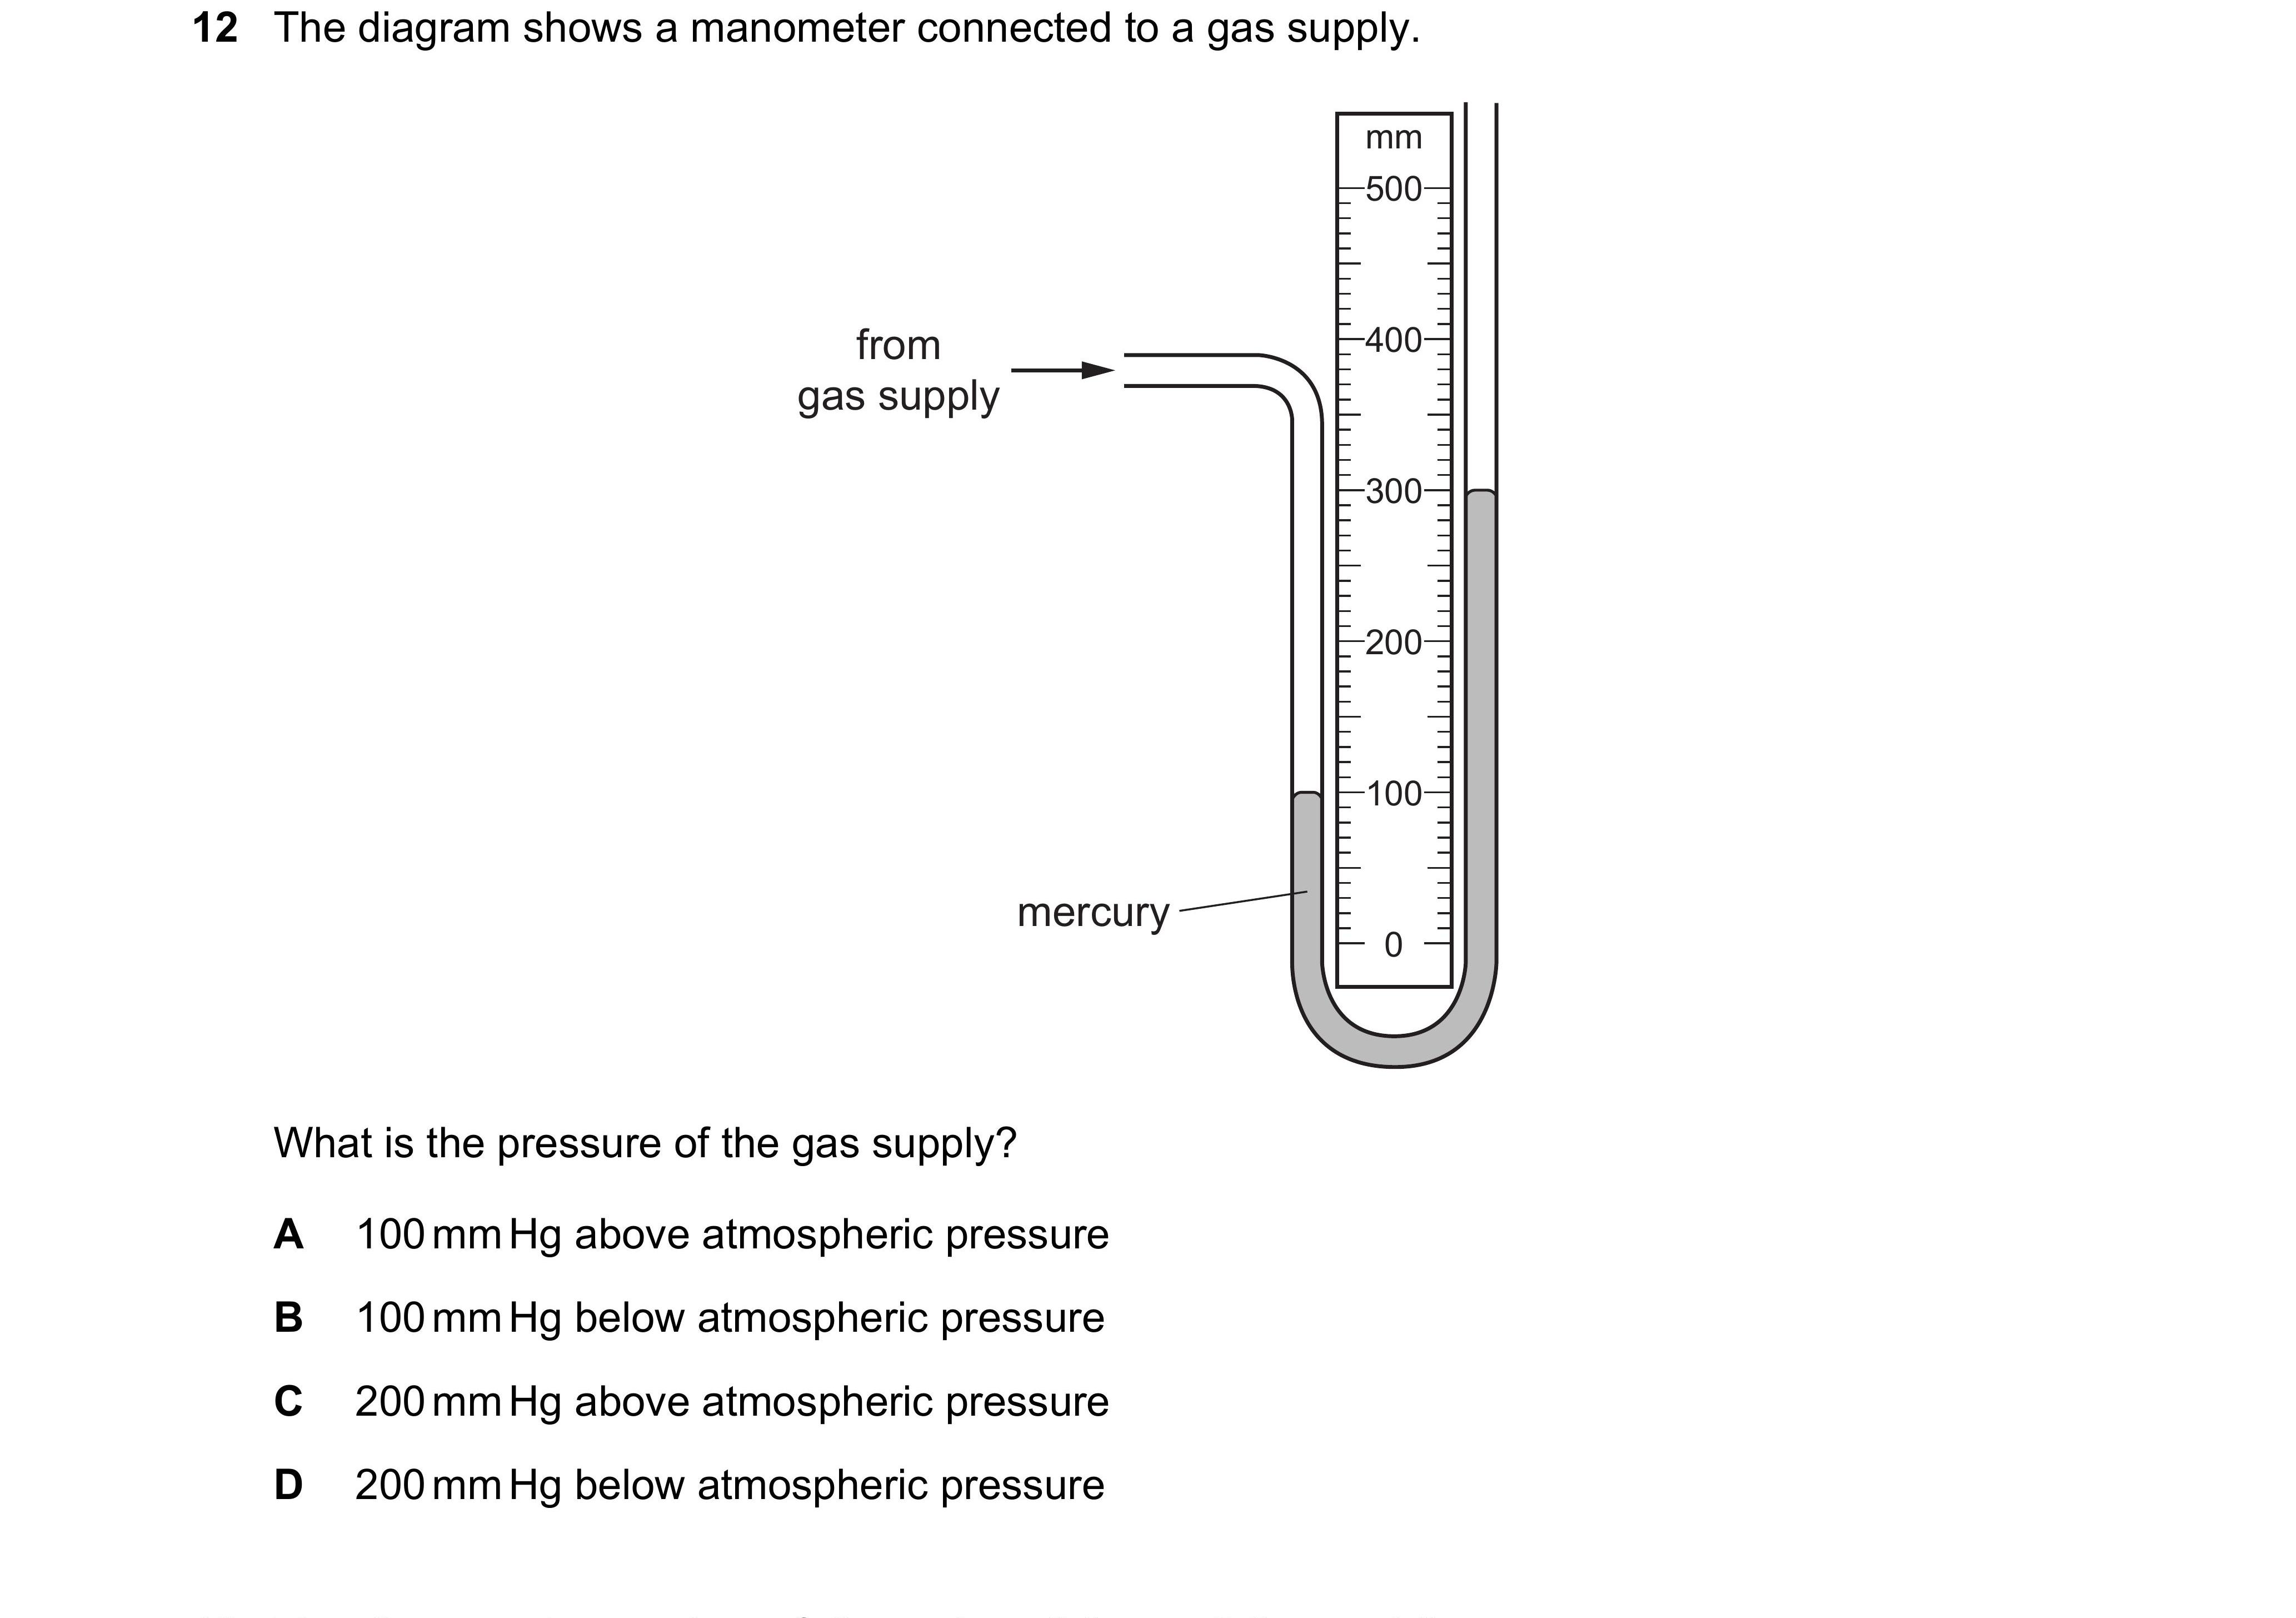 12 The diagram shows a manometer connected to a gas supply.
mm
500
400
from
gas supply
300
200
100
mercury
0
What is the pressure of the gas supply?
A 100 mm Hg above atmospheric pressure
B 100 mm Hg below atmospheric pressure
C 200 mm Hg above atmospheric pressure
D 200 mm Hg below atmospheric pressure